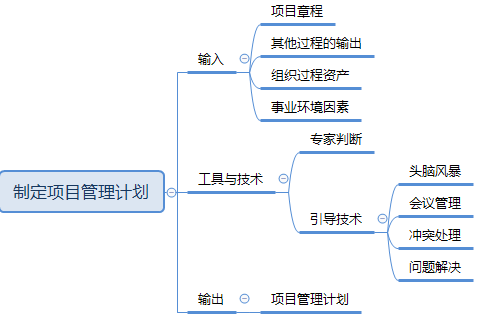 制定项目管理计划
输入
项目章程
其他过程的输出
组织过程资产
事业环境因素
工具与技术
专家判断
引导技术
头脑风暴
会议管理
冲突处理
问题解决
输出
项目管理计划